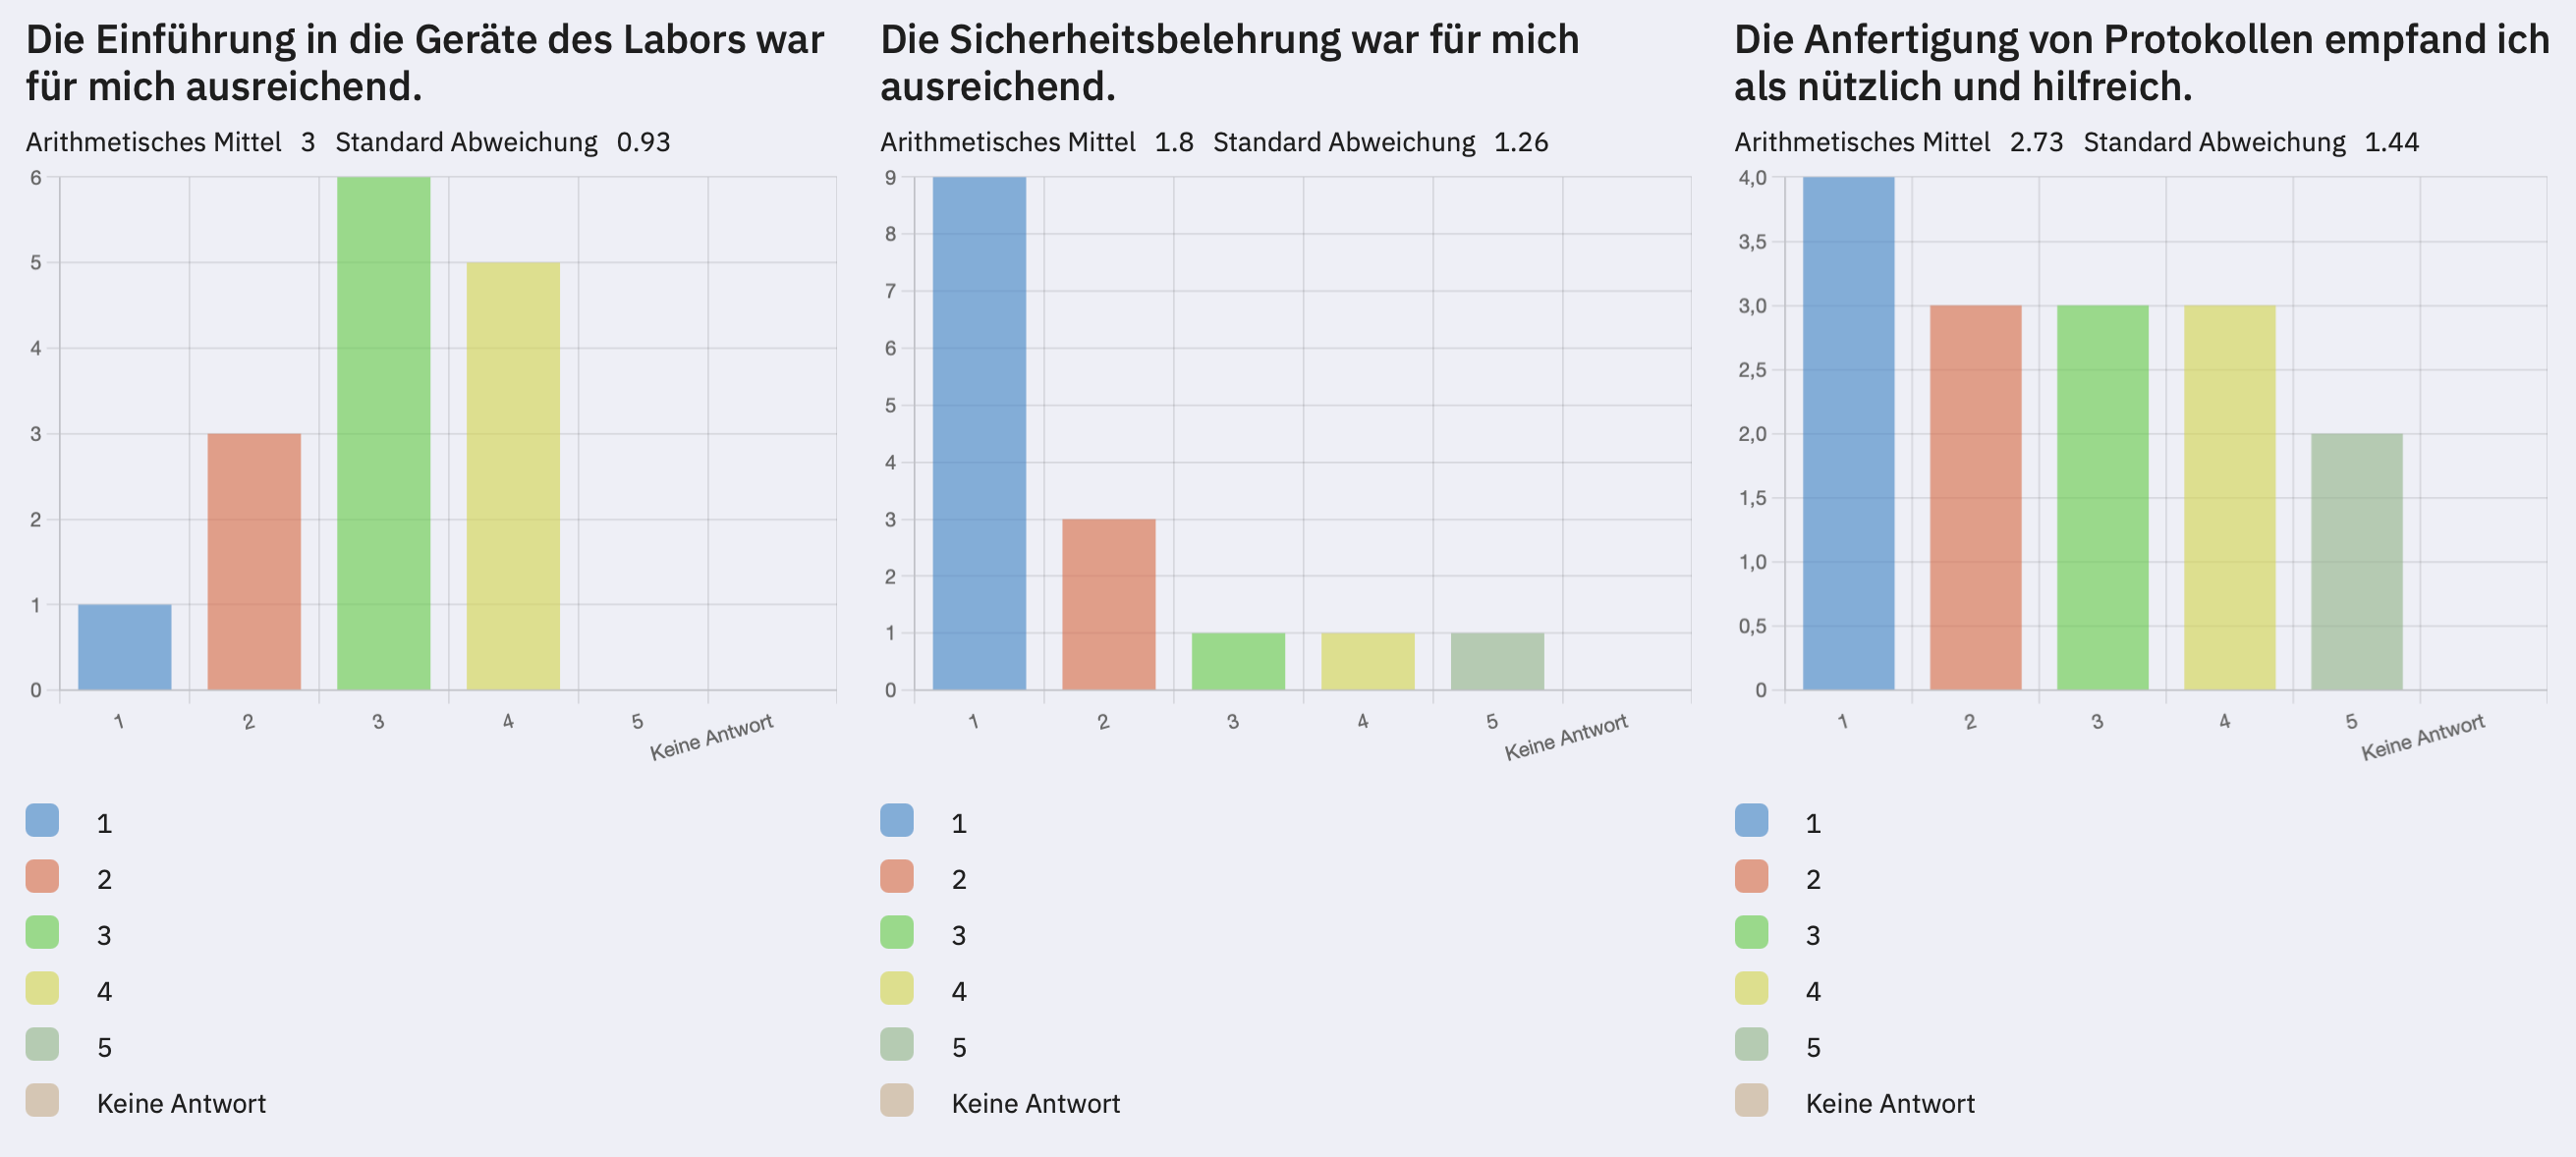 Die Einführung in die Geräte des Labors war
für mich ausreichend.
Arithmetisches Mittel 3 Standard Abweichung 0.93
6
5
4
3
2
1
0
1 2 3 4 5 Keine Antwort
1
2
3
4
5
Keine Antwort
Die Sicherheitsbelehrung war für mich
ausreichend.
Arithmetisches Mittel 1.8 Standard Abweichung 1.26
9
8
7
6
5
4
3
2
1
0
1 2 3 4 5 Keine Antwort
1
2
3
4
5
Keine Antwort
Die Anfertigung von Protokollen empfand ich
als nützlich und hilfreich.
Arithmetisches Mittel 2.73 Standard Abweichung 1.44
4,0
3,5
3,0
2,5
2,0
1,5
1,0
0,5
0
1 2 3 4 5 Keine Antwort
1
2
3
4
5
Keine Antwort